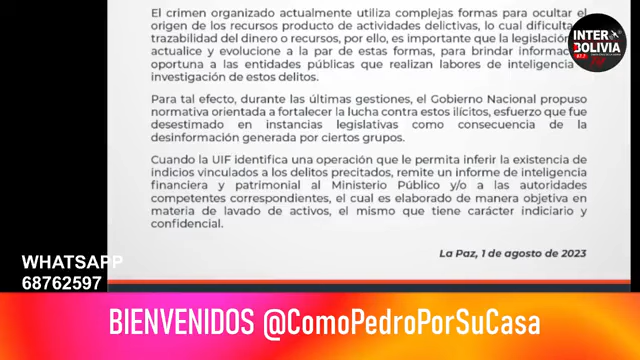 El crimen organizado actualmente utiliza complejas formas para ocultar el
origen de los recursos producto de actividades delictivas, lo cual dificulta
trazabilidad del dinero o recursos, por ello, es importante que la legislación
actualice y evolucione a la par de estas formas, para brindar informac
oportuna a las entidades públicas que realizan labores de inteligencia
investigación de estos delitos.
Para tal efecto, durante las últimas gestiones, el Gobierno Nacional propuso
normativa orientada a fortalecer la lucha contra estos ilícitos, esfuerzo que fue
desestimado en instancias legislativas como consecuencia de la
desinformación generada por ciertos grupos.
Cuando la UIF identifica una operación que le permita inferir la existencia de
indicios vinculados a los delitos precitados, remite un informe de inteligencia
financiera y patrimonial al Ministerio Público y/o a las autoridades
competentes correspondientes, el cual es elaborado de manera objetiva en
materia de lavado de activos, el mismo que tiene carácter indiciario y
confidencial.
La Paz, 1 de agosto de 2023
INTER
BOLIVIA
WHATSAPP
68762597
BIENVENIDOS @ComoPedroPorSuCasa